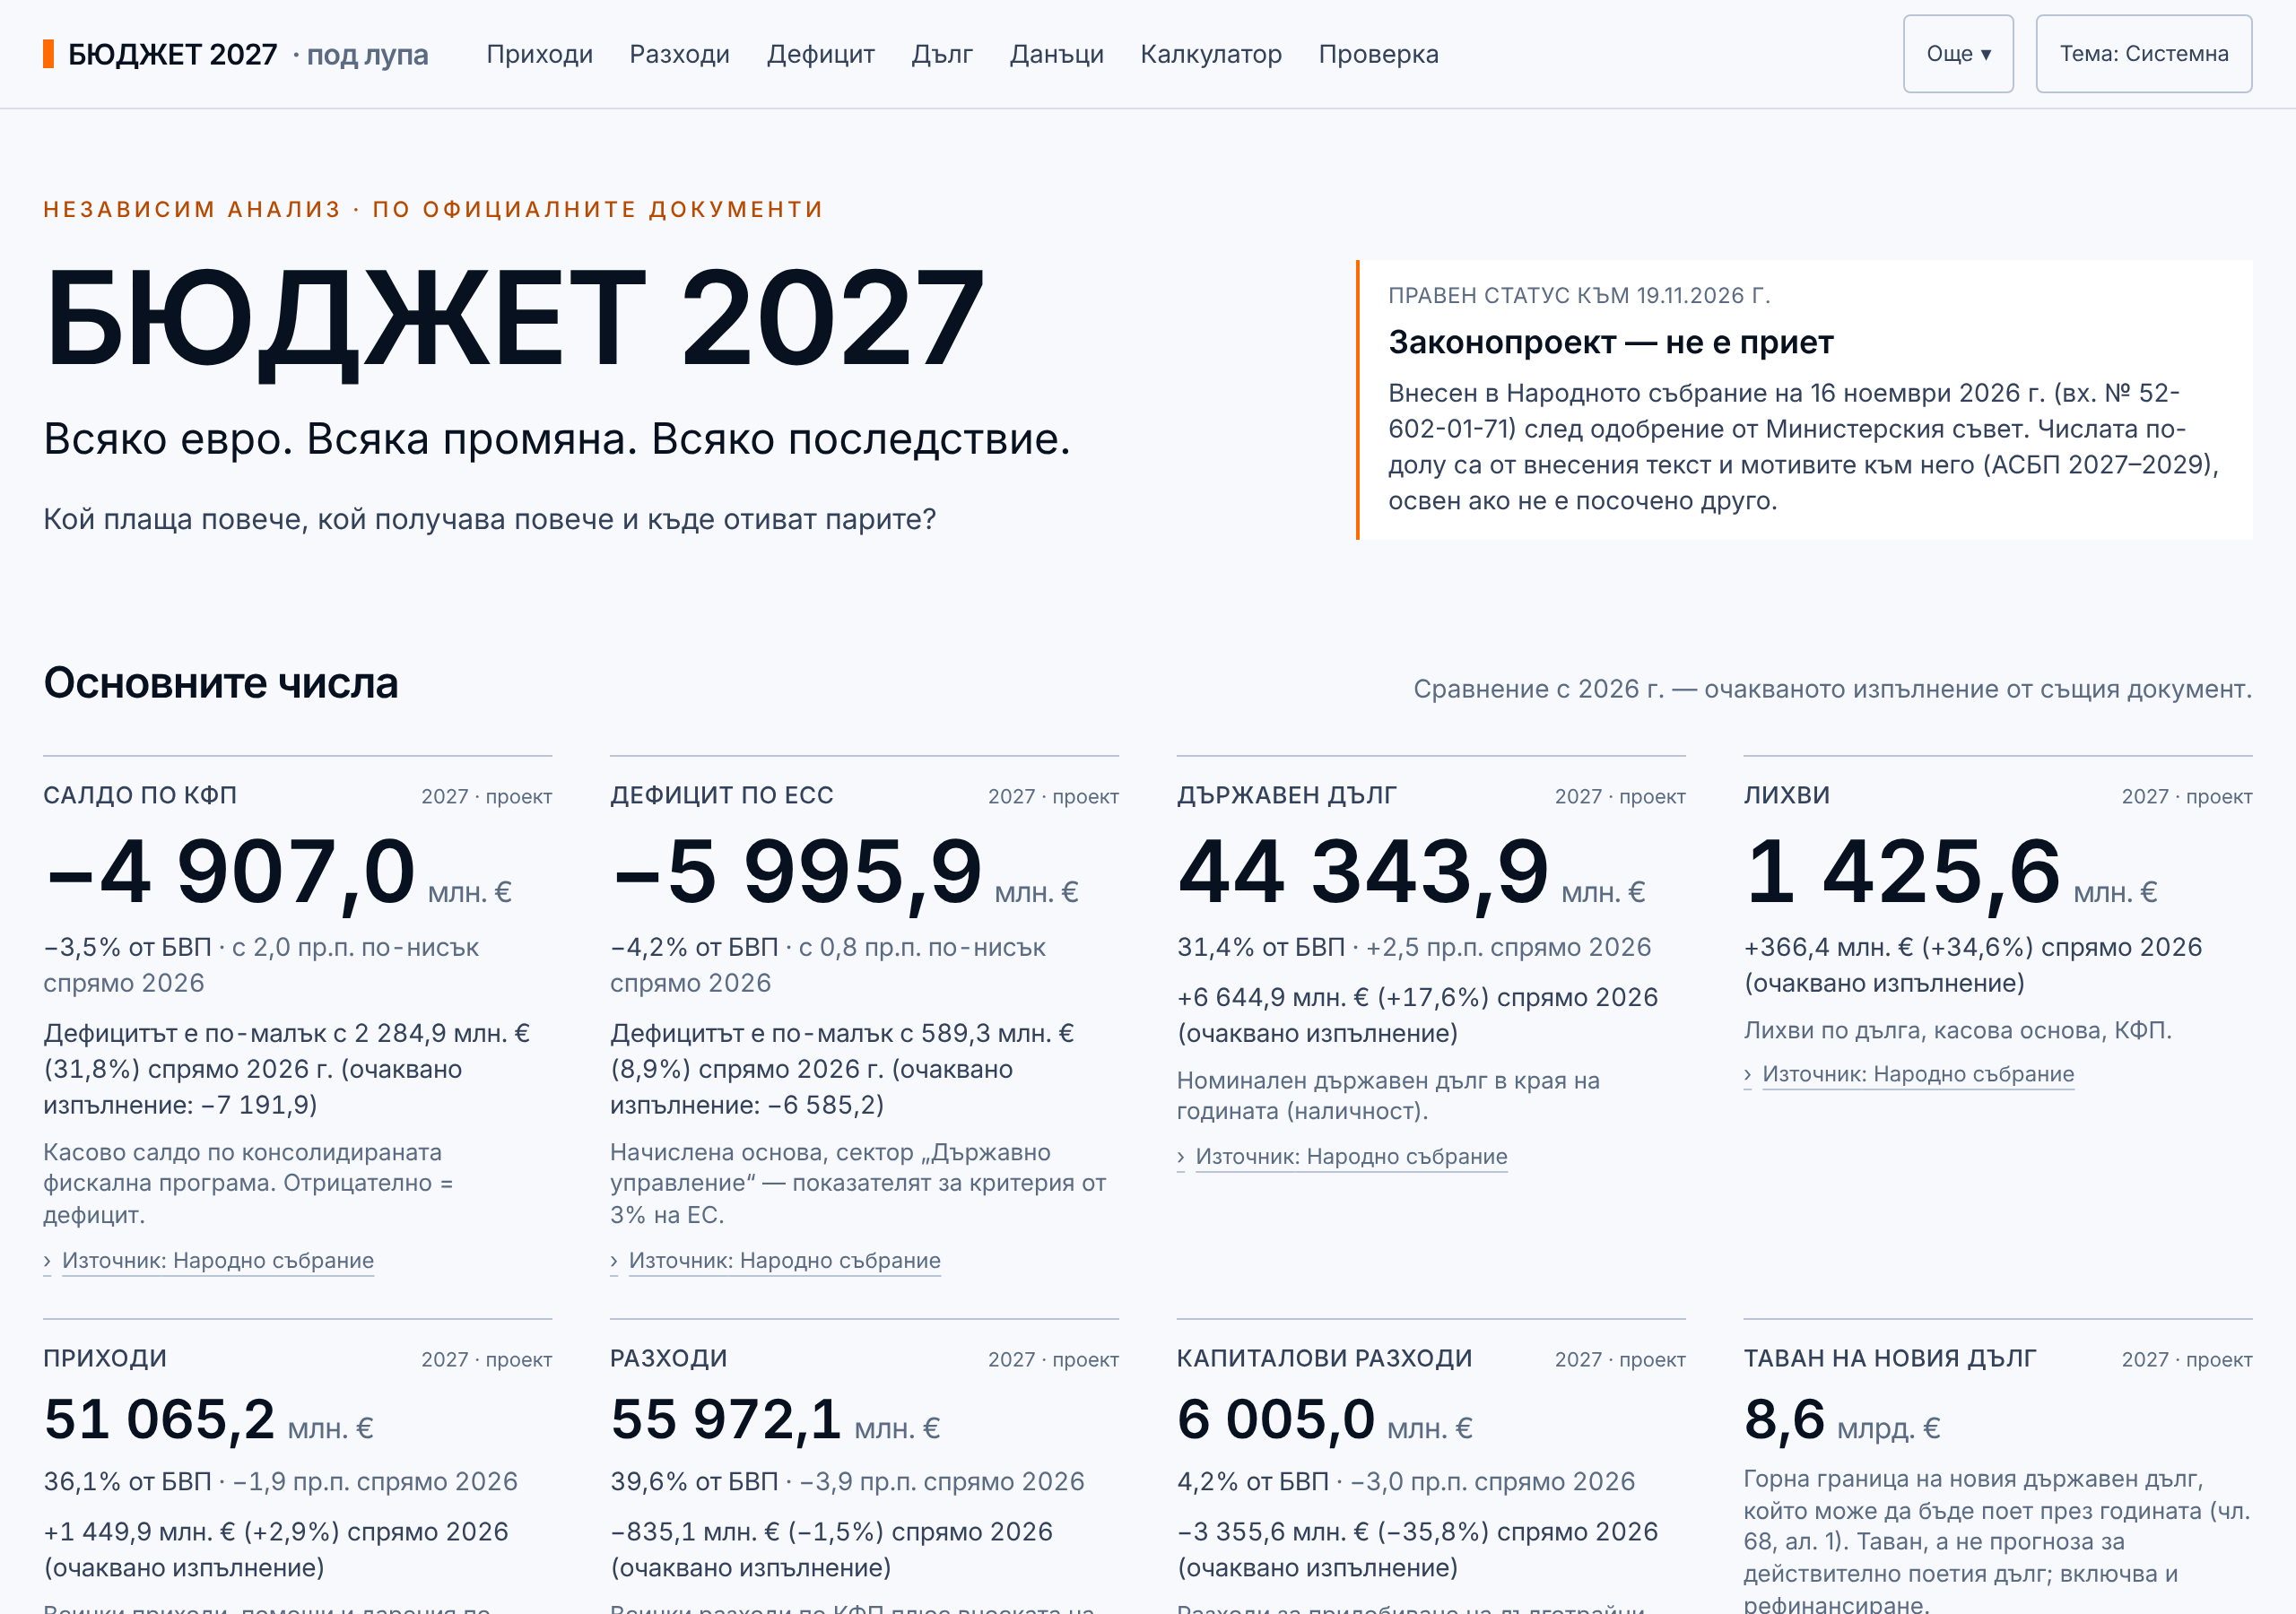 БЮДЖЕТ 2027 · под лупа
Приходи Разходи Дефицит Дълг Данъци Калкулатор Проверка
Още ▾
Тема: Системна
НЕЗАВИСИМ АНАЛИЗ · ПО ОФИЦИАЛНИТЕ ДОКУМЕНТИ
БЮДЖЕТ 2027
Всяко евро. Всяка промяна. Всяко последствие.
Кой плаща повече, кой получава повече и къде отиват парите?
ПРАВЕН СТАТУС КЪМ 19.11.2026 Г.
Законопроект — не е приет
Внесен в Народното събрание на 16 ноември 2026 г. (вх. № 52-
602-01-71) след одобрение от Министерския съвет. Числата по-
долу са от внесения текст и мотивите към него (АСБП 2027–2029),
освен ако не е посочено друго.
Основните числа
Сравнение с 2026 г. — очакваното изпълнение от същия документ.
САЛДО ПО КФП 2027 · проект
−4 907,0 млн. €
−3,5% от БВП · с 2,0 пр.п. по-нисък
спрямо 2026
Дефицитът е по-малък с 2 284,9 млн. €
(31,8%) спрямо 2026 г. (очаквано
изпълнение: −7 191,9)
Касово салдо по консолидираната
фискална програма. Отрицателно =
дефицит.
› Източник: Народно събрание
ДЕФИЦИТ ПО ЕСС 2027 · проект
−5 995,9 млн. €
−4,2% от БВП · с 0,8 пр.п. по-нисък
спрямо 2026
Дефицитът е по-малък с 589,3 млн. €
(8,9%) спрямо 2026 г. (очаквано
изпълнение: −6 585,2)
Начислена основа, сектор „Държавно
управление“ — показателят за критерия от
3% на ЕС.
› Източник: Народно събрание
ДЪРЖАВЕН ДЪЛГ 2027 · проект
44 343,9 млн. €
31,4% от БВП · +2,5 пр.п. спрямо 2026
+6 644,9 млн. € (+17,6%) спрямо 2026
(очаквано изпълнение)
Номинален държавен дълг в края на
годината (наличност).
› Източник: Народно събрание
ЛИХВИ 2027 · проект
1 425,6 млн. €
+366,4 млн. € (+34,6%) спрямо 2026
(очаквано изпълнение)
Лихви по дълга, касова основа, КФП.
› Източник: Народно събрание
ПРИХОДИ 2027 · проект
51 065,2 млн. €
36,1% от БВП · −1,9 пр.п. спрямо 2026
+1 449,9 млн. € (+2,9%) спрямо 2026
(очаквано изпълнение)
Всички приходи, помощи и дарения по
РАЗХОДИ 2027 · проект
55 972,1 млн. €
39,6% от БВП · −3,9 пр.п. спрямо 2026
−835,1 млн. € (−1,5%) спрямо 2026
(очаквано изпълнение)
Всички разходи по КФП плюс вноската на
КАПИТАЛОВИ РАЗХОДИ 2027 · проект
6 005,0 млн. €
4,2% от БВП · −3,0 пр.п. спрямо 2026
−3 355,6 млн. € (−35,8%) спрямо 2026
(очаквано изпълнение)
Разходи за придобиване на дълготрайни
ТАВАН НА НОВИЯ ДЪЛГ 2027 · проект
8,6 млрд. €
Горна граница на новия държавен дълг,
който може да бъде поет през годината (чл.
68, ал. 1). Таван, а не прогноза за
действително поетия дълг; включва и
рефинансиране.